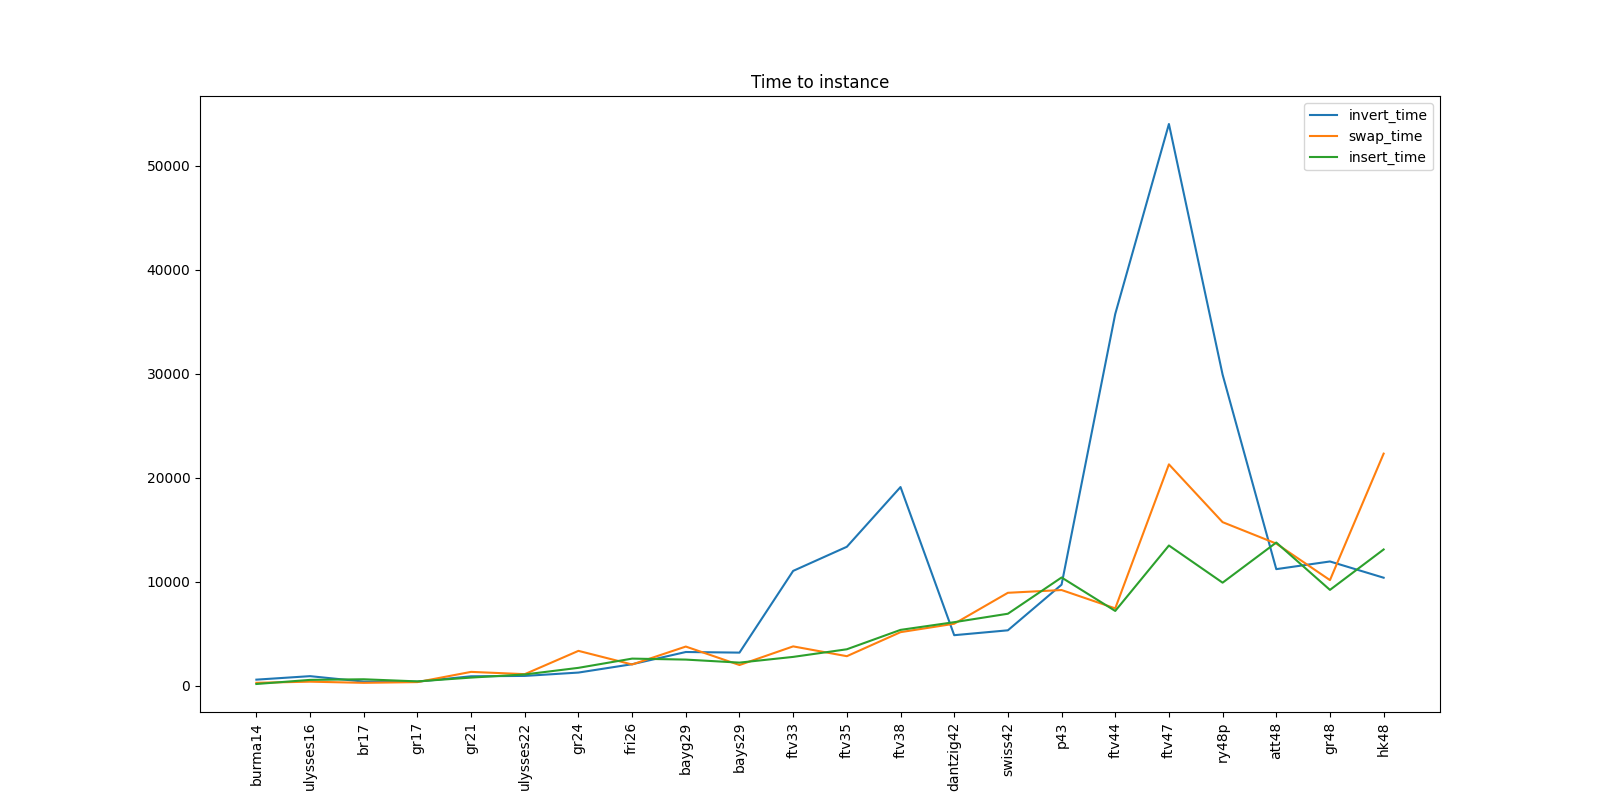 Time to instance
invert_time
swap_time
insert_time
50000
40000
30000
20000
10000
0
burma14
ulysses16
br17
gr17
gr21
ulysses22
gr24
fri26
bayg29
bays29
ftv33
ftv35
ftv38
dantzig42
swiss42
p43
ftv44
ftv47
ry48p
att48
gr48
hk48